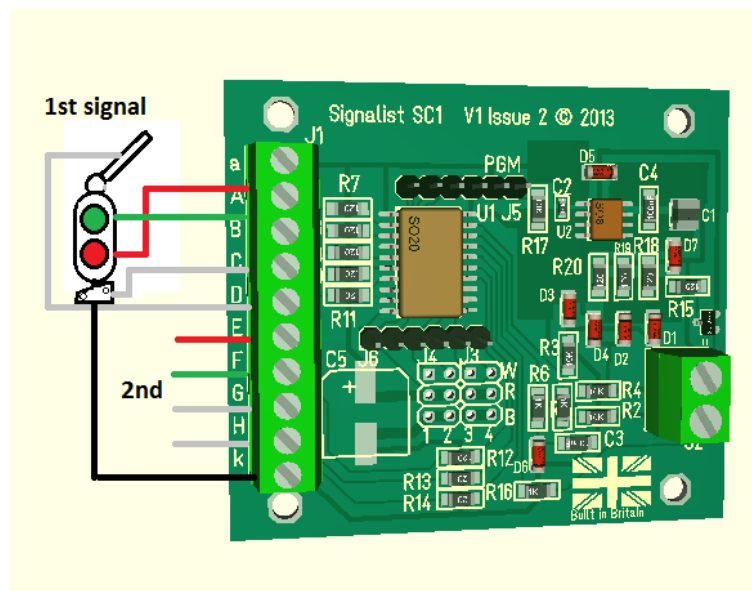 1st signal
Signalist SC1 V1 Issue 2 © 2013
J1
a
A
B
C
D
E
F
G
H
k
2nd
PGM
R7
R11
SO20
U1 J5
R17
C2
U2
SO8
D5
C4
C1
D7
R20
R19
R18
R15
D3
D4
D2
D1
R3
C5
J6
J4
J3
W
R
B
1 2 3 4
R6
R4
R2
C3
D6
R12
R13
R14
R16
1K
J2
Built in Britain